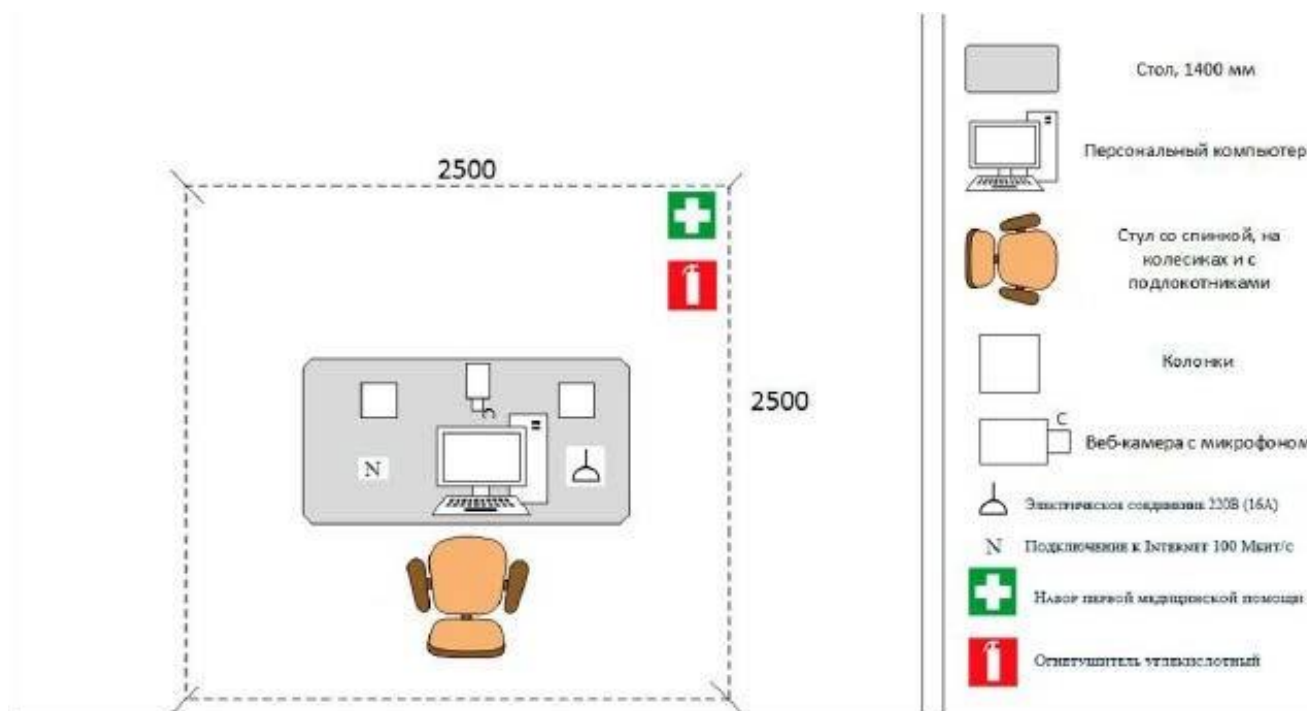 2500
2500
N
Стол, 1400 мм
Персональный компьютер
Стул со спинкой, на
колесиках и с
подлокотниками
Колонки
C
Веб-камера с микрофоном
Электрическое соединение 220В (16А)
N Подключение к Internet 100 Мбит/с
Набор первой медицинской помощи
Огнетушитель углекислотный